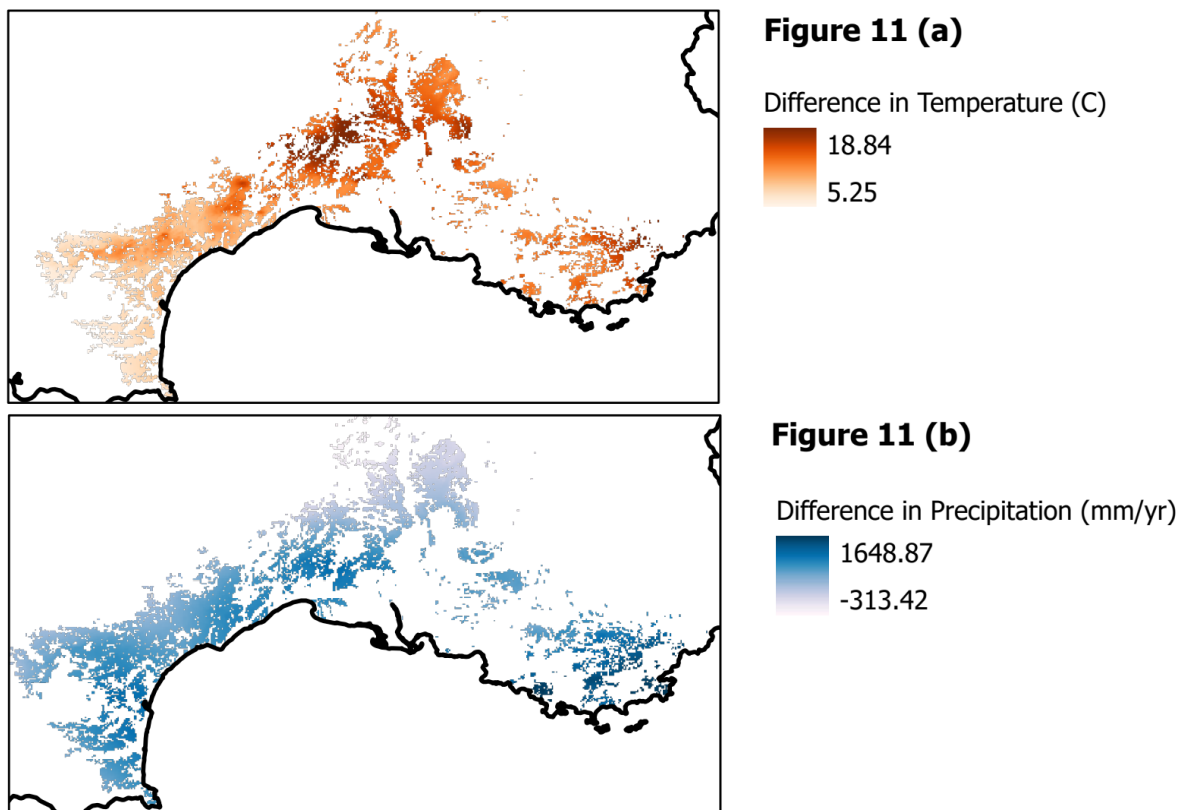 Figure 11 (a)
Difference in Temperature (C)
18.84
5.25
Figure 11 (b)
Difference in Precipitation (mm/yr)
1648.87
-313.42